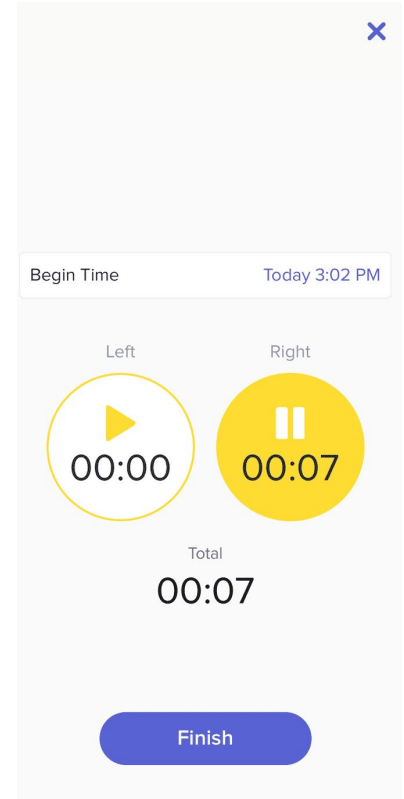 Begin Time Today 3:02 PM
Left Right
00:00 00:07
Total
00:07
Finish